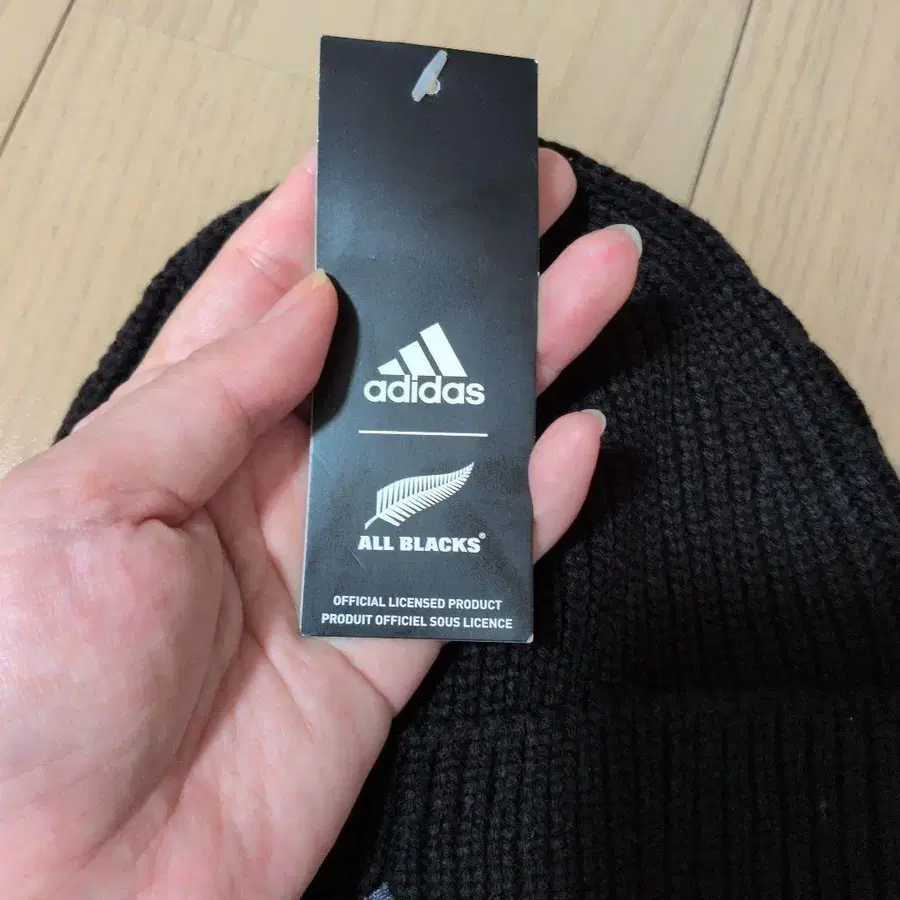 adidas
ALL BLACKS®
OFFICIAL LICENSED PRODUCT
PRODUIT OFFICIEL SOUS LICENCE